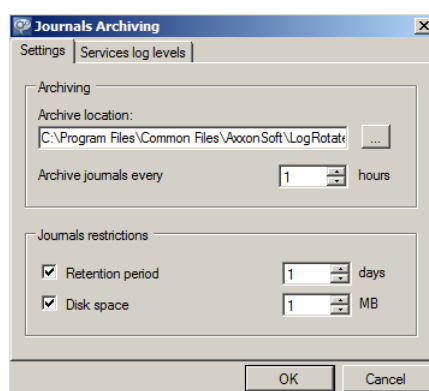 Journals Archiving
Settings Services log levels
Archiving
Archive location:
C:\Program Files\Common Files\AxxonSoft\LogRotate ...
Archive journals every 1 hours
Journals restrictions
Retention period 1 days
Disk space 1 MB
OK Cancel